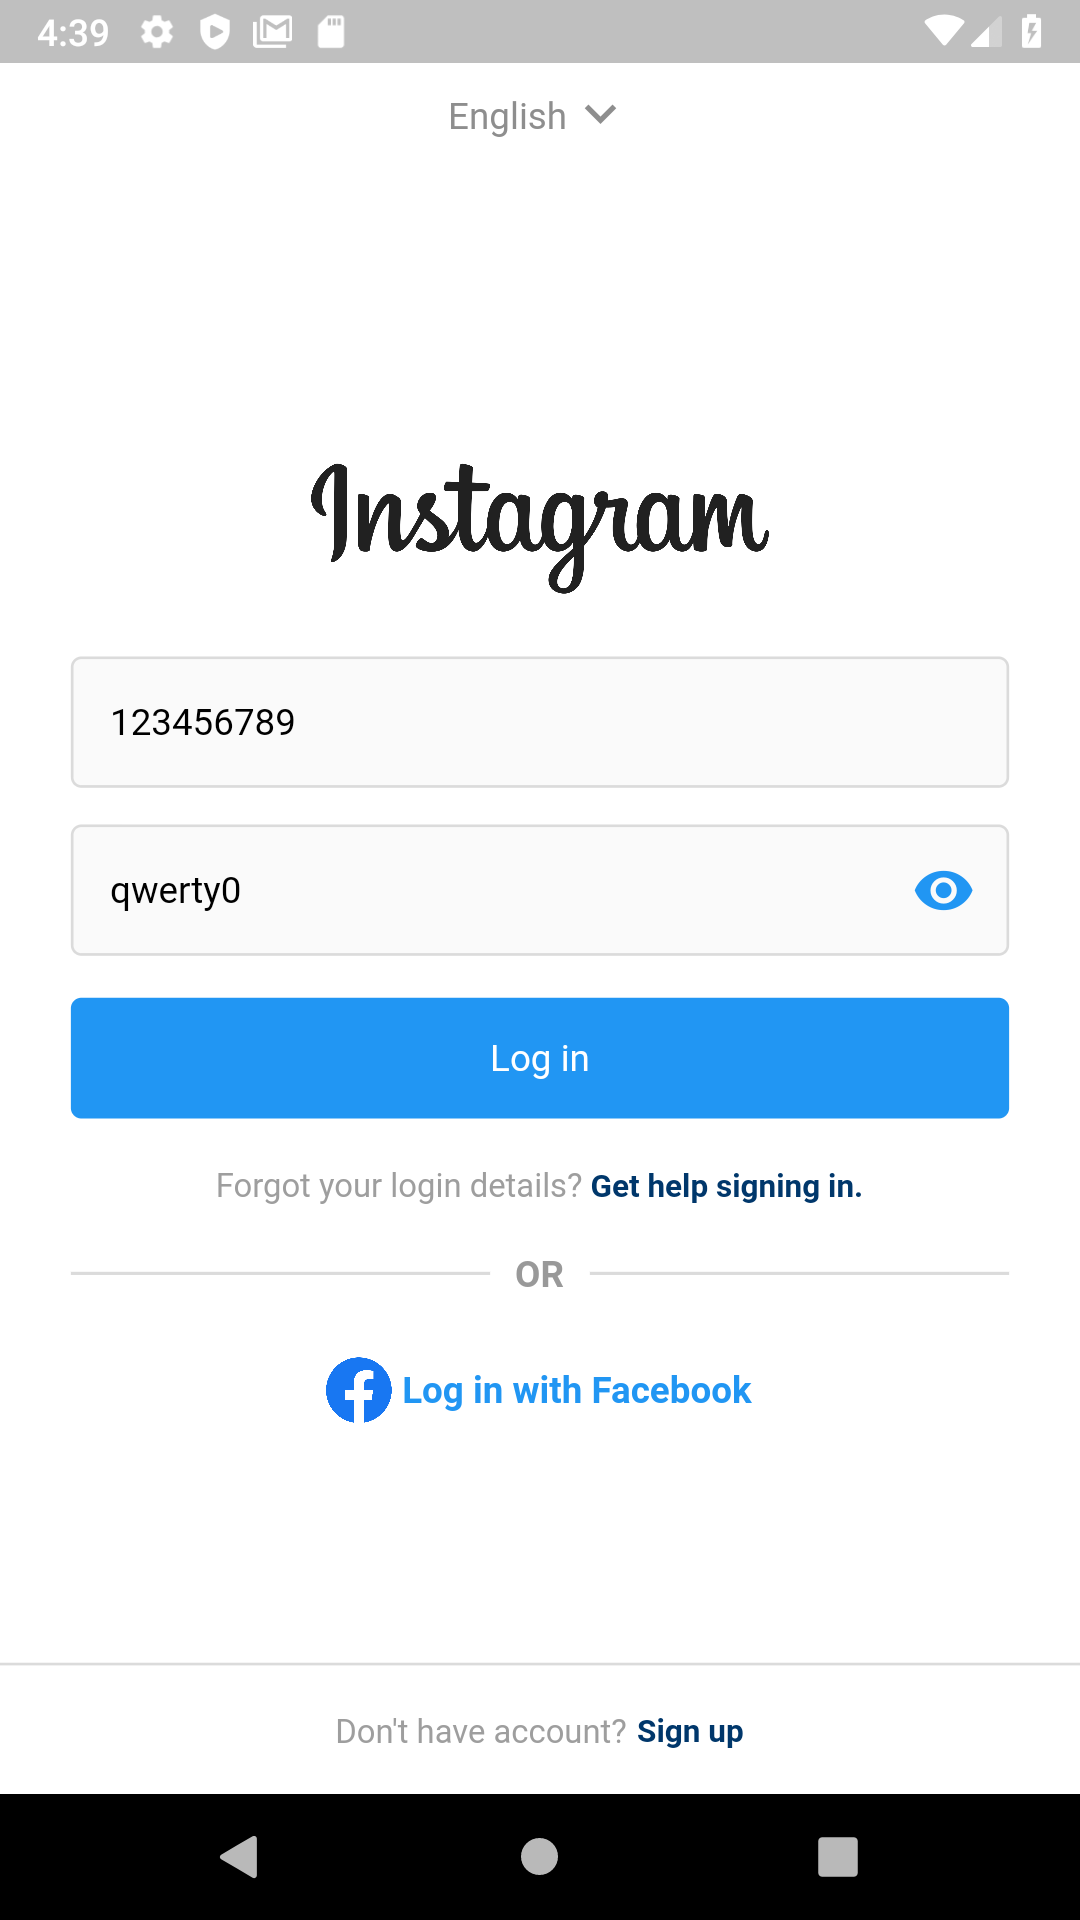 4:39
English
Instagram
123456789
qwerty0
Log in
Forgot your login details? Get help signing in.
OR
Log in with Facebook
Don't have account? Sign up